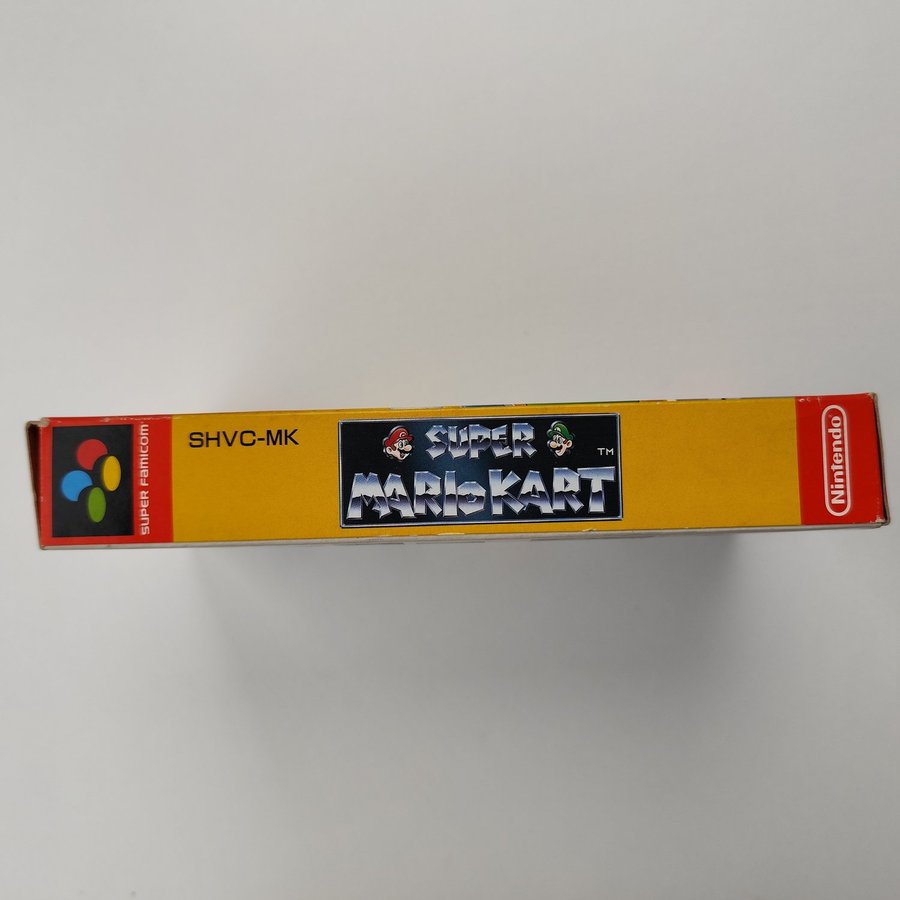 SUPER FAMICOM
SHVC-MK
SUPER
MARIO KART
TM
Nintendo